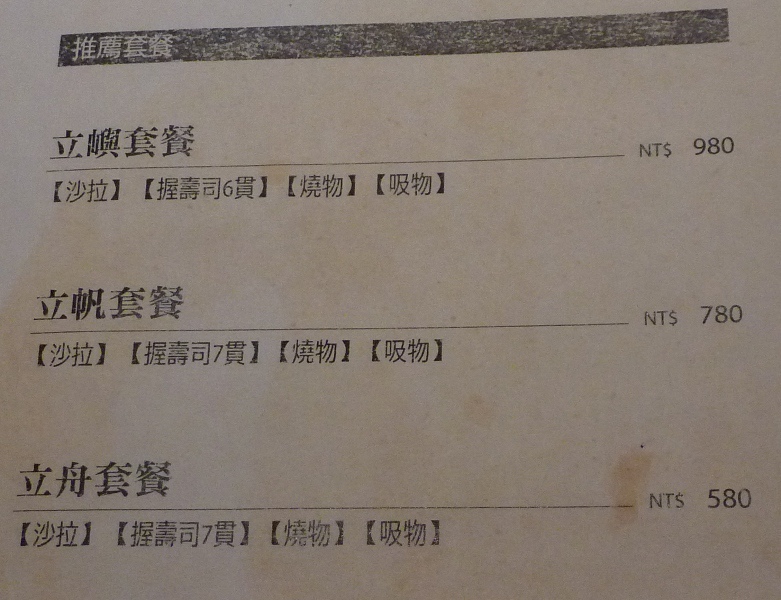 推薦套餐
立嶼套餐 NT$ 980
【沙拉】【握壽司6貫】【燒物】【吸物】
立帆套餐 NT$ 780
【沙拉】【握壽司7貫】【燒物】【吸物】
立舟套餐 NT$ 580
【沙拉】【握壽司7貫】【燒物】【吸物】